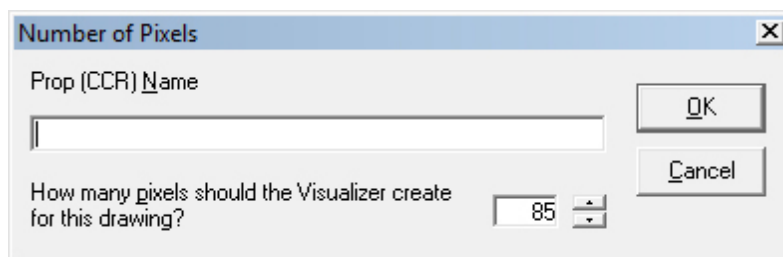 Number of Pixels
Prop (CCR) Name
OK
How many pixels should the Visualizer create
for this drawing?
85
Cancel